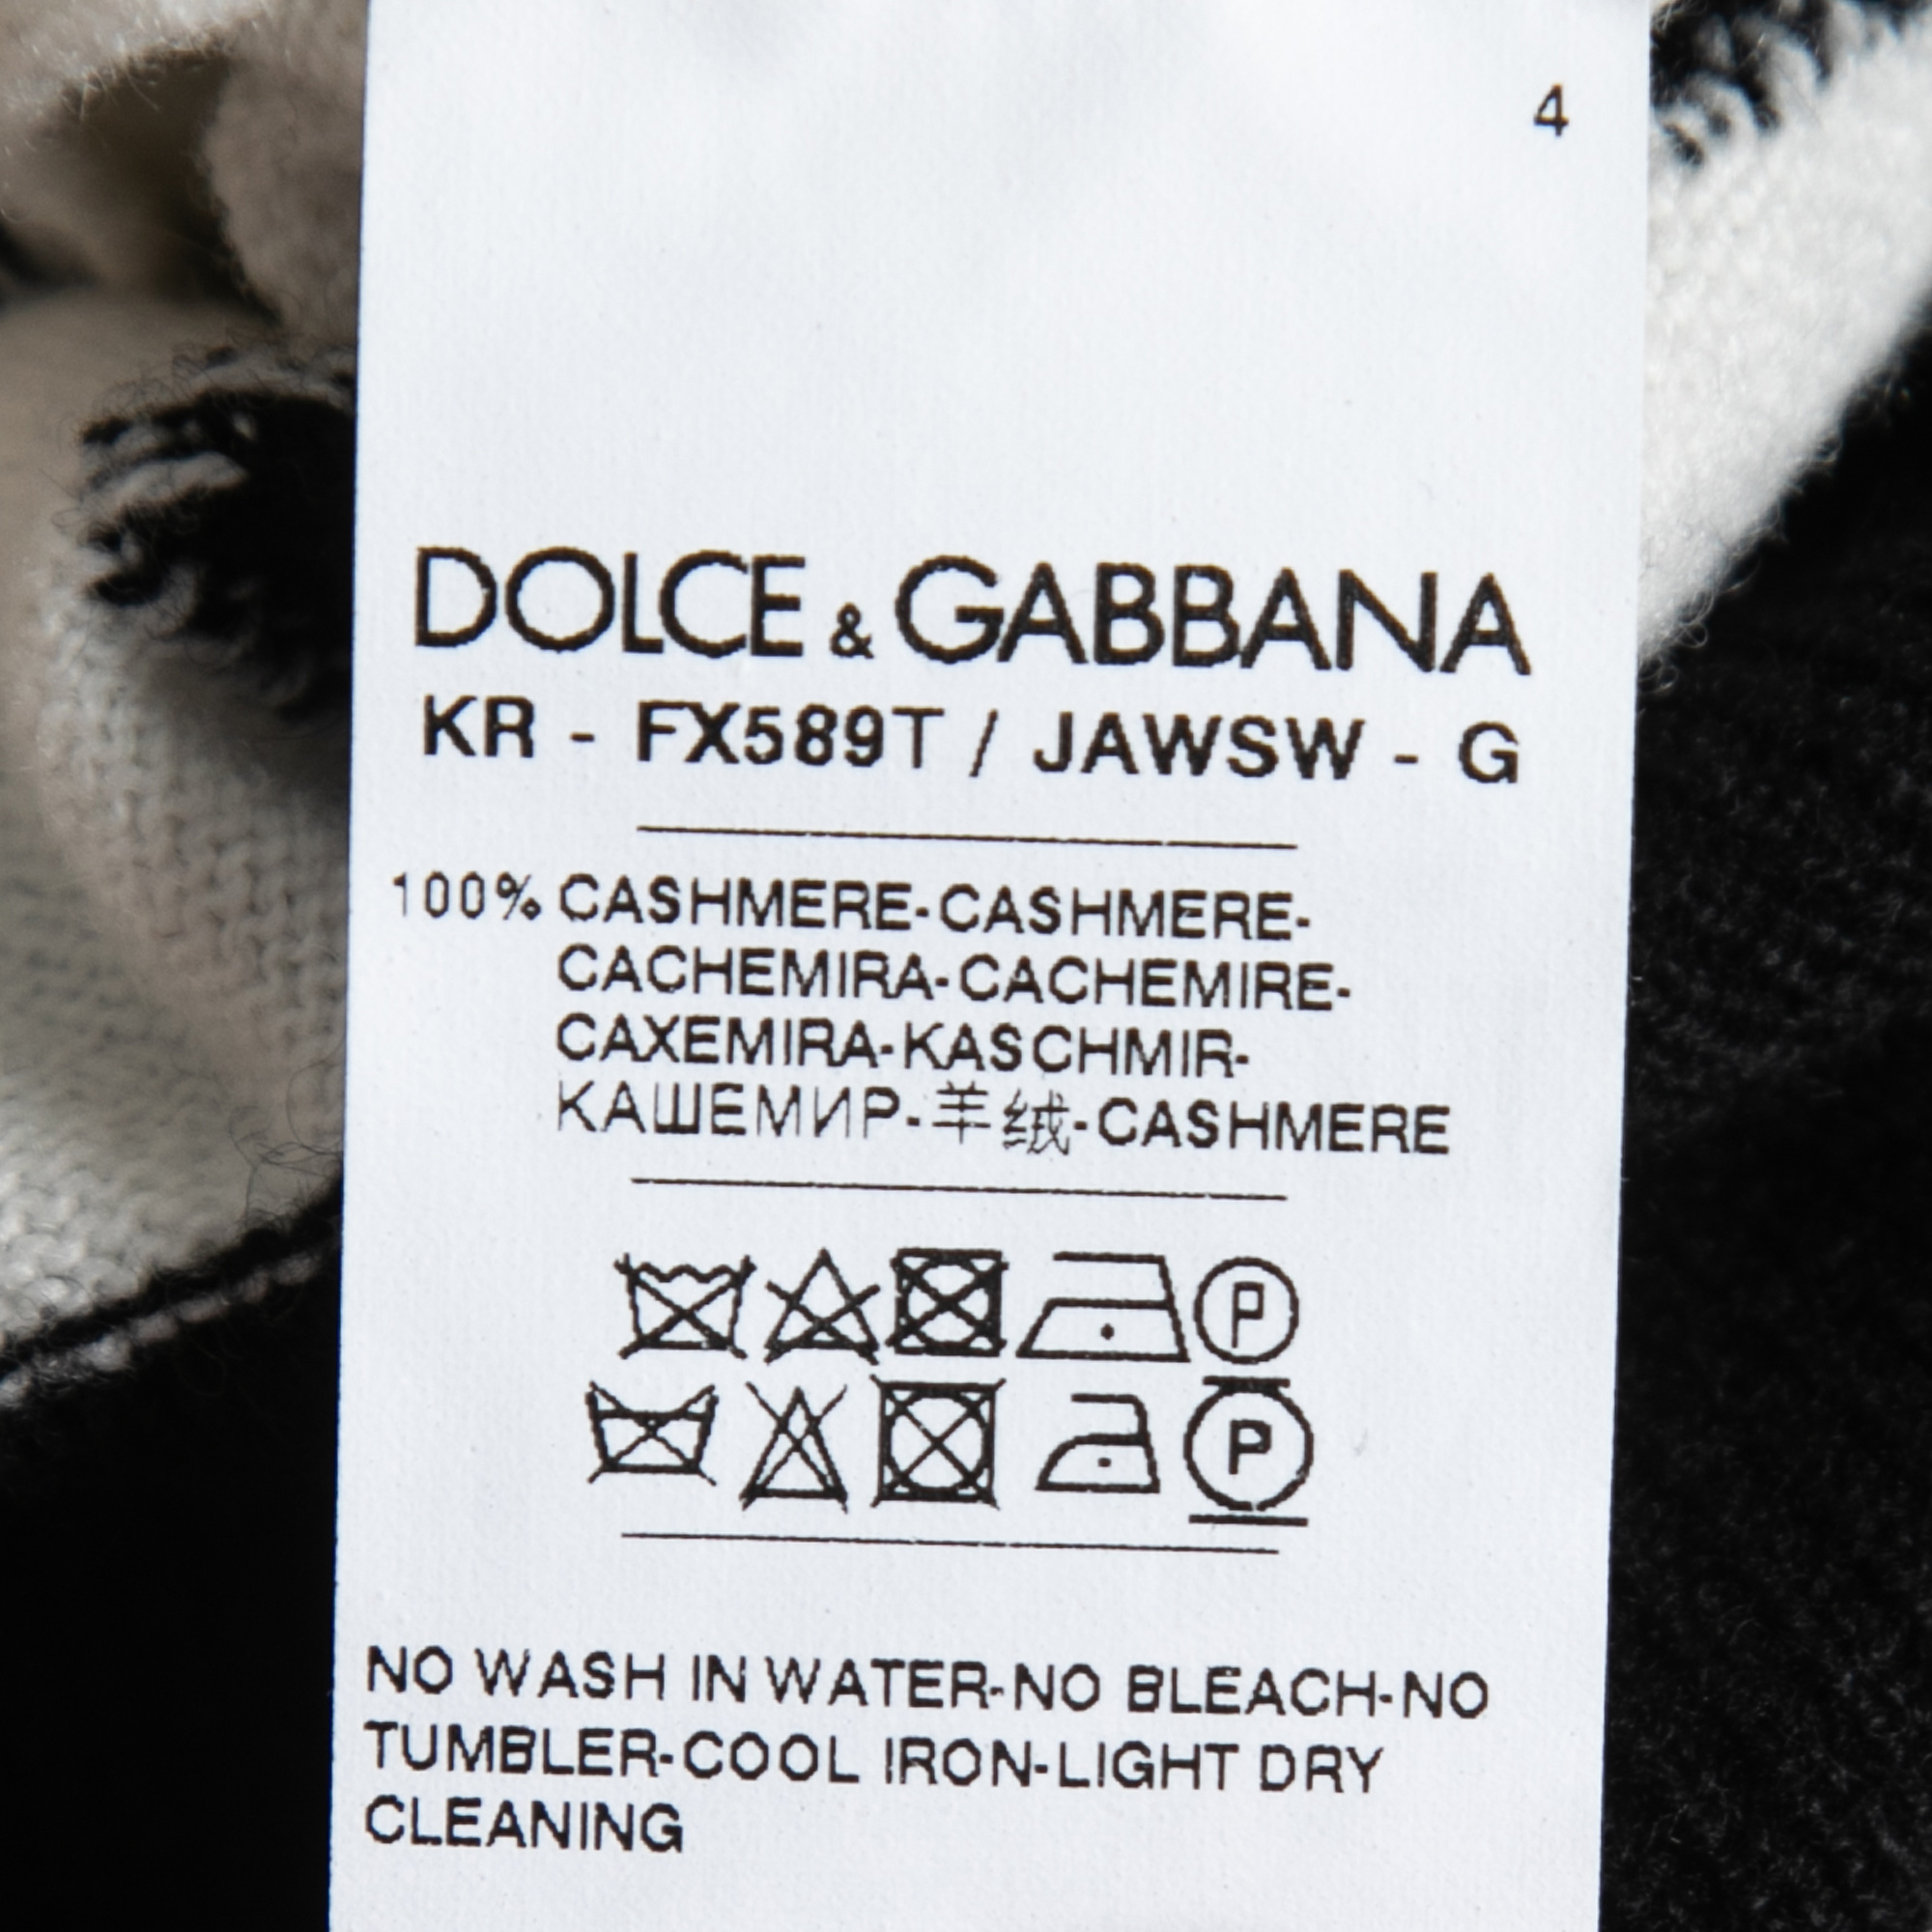 4
DOLCE & GABBANA
KR - FX589T / JAWSW - G
100% CASHMERE-CASHMERE-
CACHEMIRA-CACHEMIRE-
CAXEMIRA-KASCHMIR-
КАШЕМИР-羊绒-CASHMERE
P
P
NO WASH IN WATER-NO BLEACH-NO
TUMBLER-COOL IRON-LIGHT DRY
CLEANING